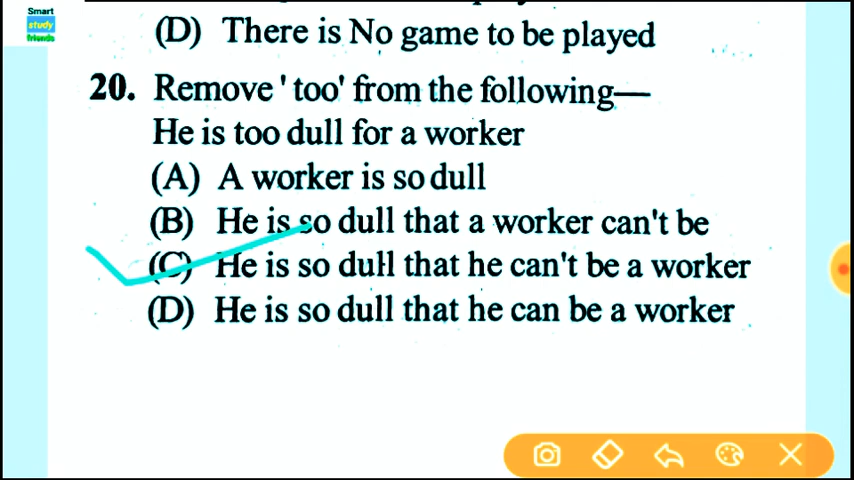 Smart
study
friends
(D) There is No game to be played
20. Remove ' too' from the following—
He is too dull for a worker
(A) A worker is so dull
(B) He is so dull that a worker can't be
(C) He is so dull that he can't be a worker
(D) He is so dull that he can be a worker